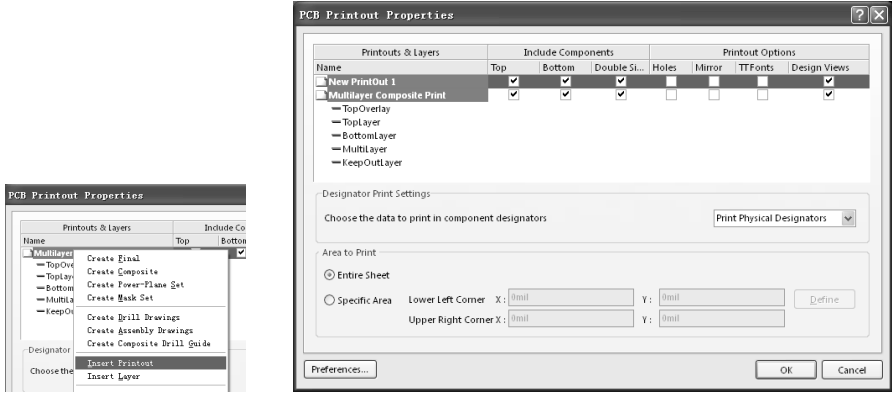 PCB Printout Properties
Printouts & Layers Include Co
Name Top Botton
Multilayer
TopOve
TopLay
Bottom
MultiLa
KeepOu
Create Final
Create Composite
Create Power-Plane Set
Create Mask Set
Create Drill Drawings
Create Assembly Drawings
Create Composite Drill Guide
Insert Printout
Insert Layer
Designator
Choose the
PCB Printout Properties
Printouts & Layers Include Components Printout Options
Name Top Bottom Double Si... Holes Mirror TTFonts Design Views
New PrintOut 1
Multilayer Composite Print
TopOverlay
TopLayer
BottomLayer
MultiLayer
KeepOutLayer
Designator Print Settings
Choose the data to print in component designators Print Physical Designators
Area to Print
Entire Sheet
Specific Area Lower Left Corner X: 0mil Y: 0mil Define
Upper Right Corner X: 0mil Y: 0mil
Preferences... OK Cancel